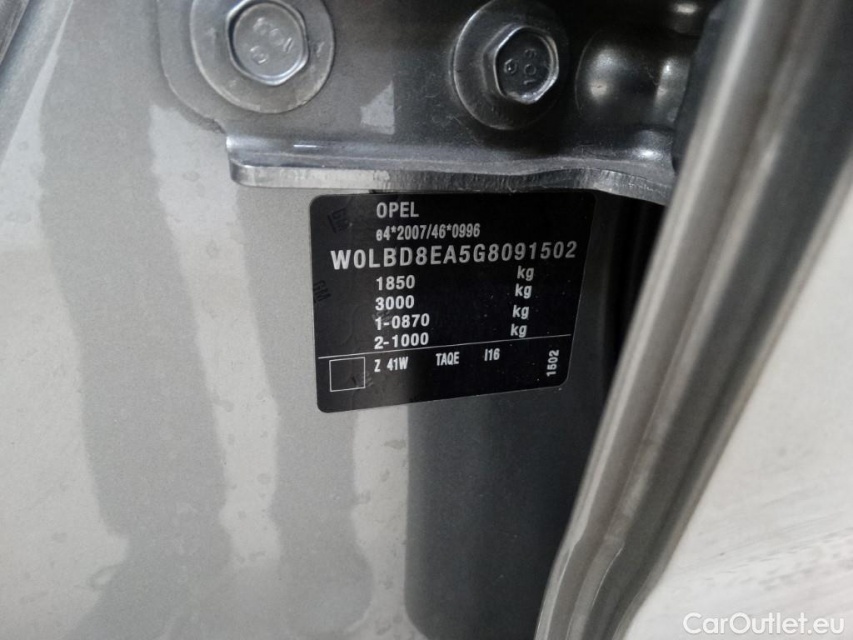 OPEL
e4*2007/46*0996
W0LBD8EA5G8091502
1850 kg
3000 kg
1-0870 kg
2-1000 kg
Z 41W TAQE I16 1502
CarOutlet.eu